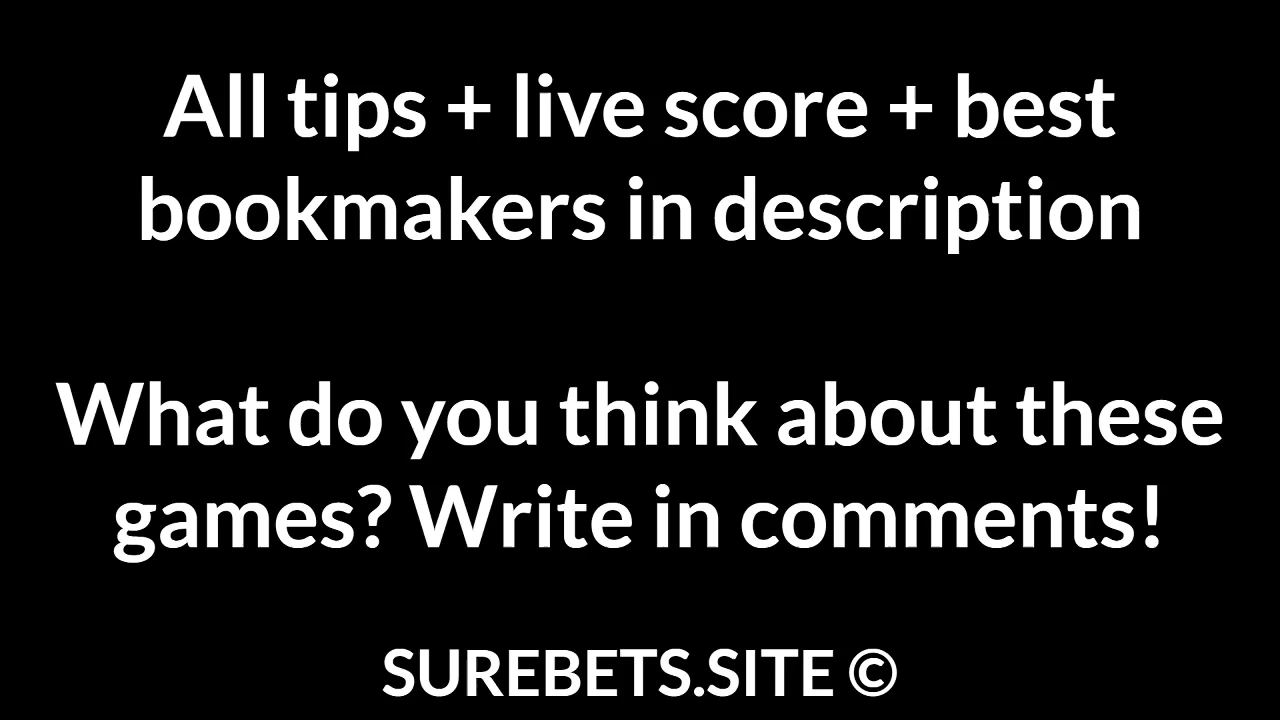 All tips + live score + best
bookmakers in description
What do you think about these
games? Write in comments!
SUREBETS.SITE ©